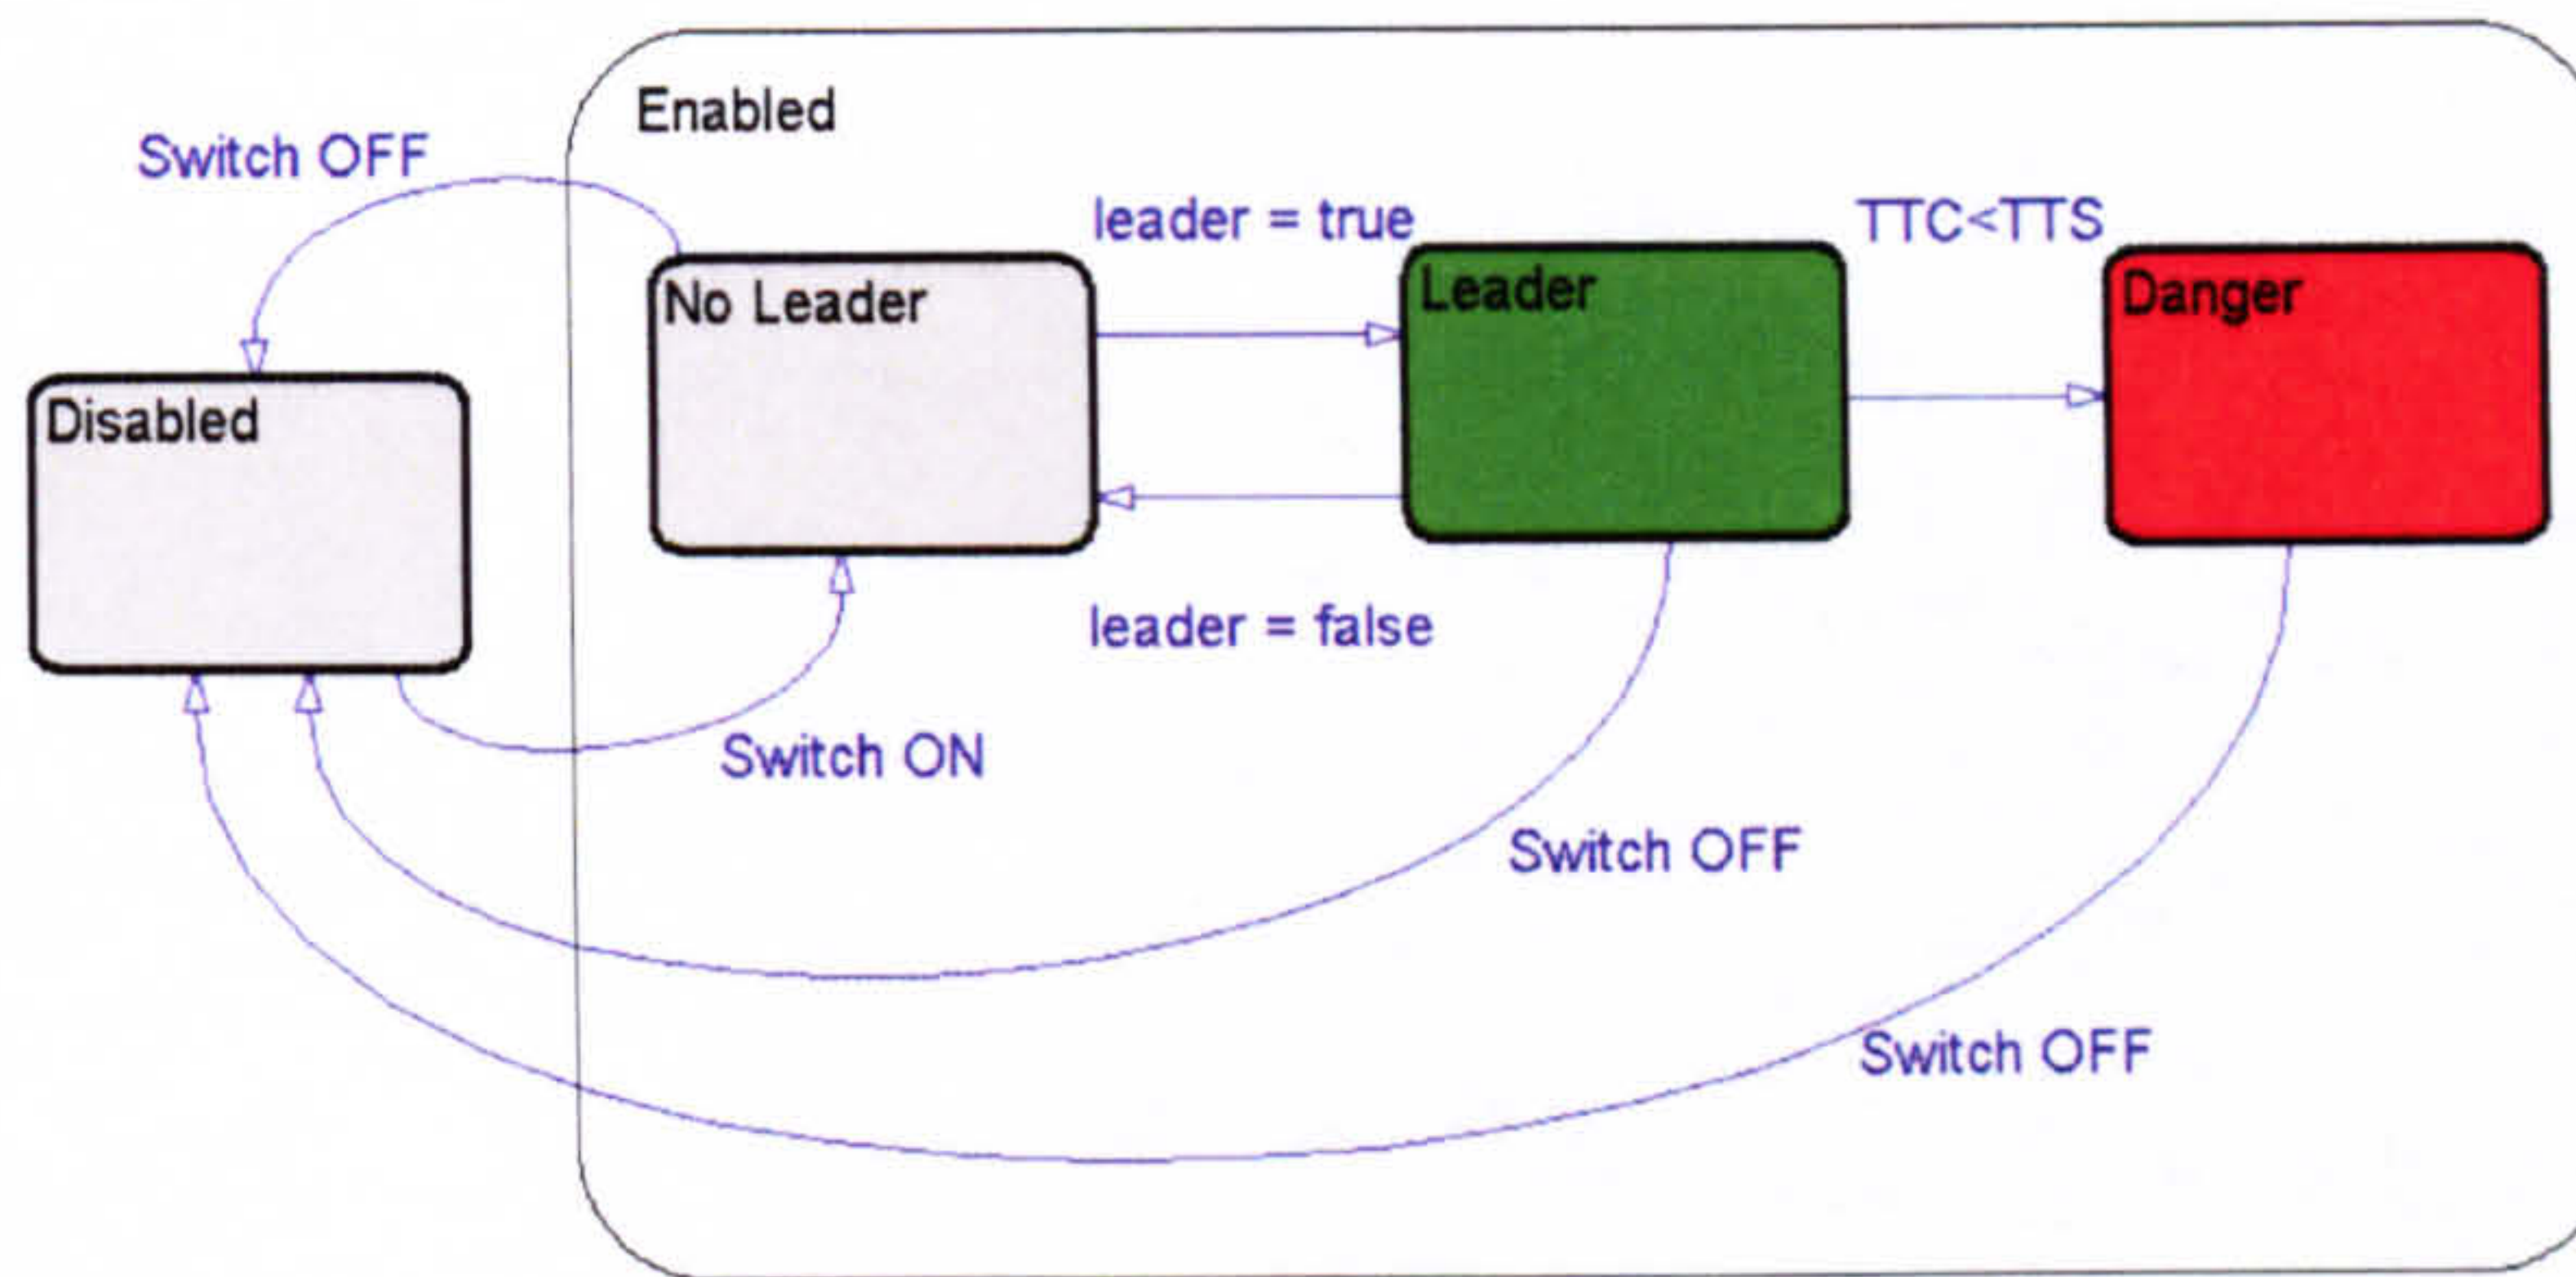 Enabled
Switch OFF
leader = true
TTC<TTS
No Leader
Leader
Danger
Disabled
leader = false
Switch ON
Switch OFF
Switch OFF